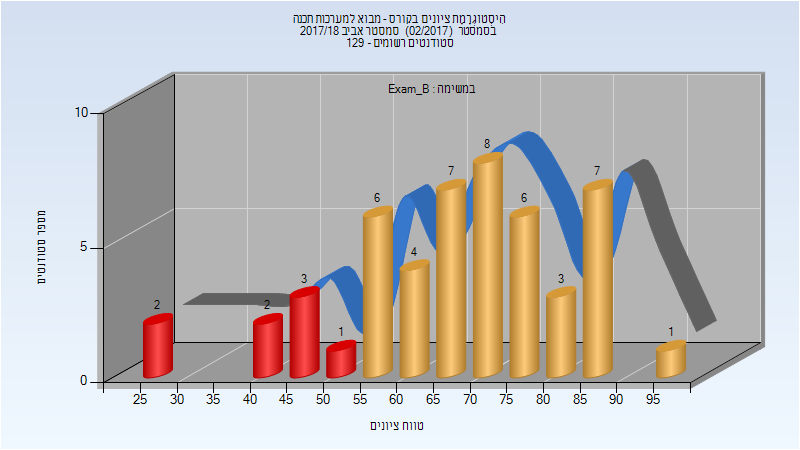 היסטוגרמת ציונים בקורס - מבוא למערכות תכנה
בסמסטר (02/2017) סמסטר אביב 2017/18
סטודנטים רשומים - 129
במשימה : Exam_B
מספר סטודנטים
10
5
0
2
2
3
1
6
4
7
8
6
3
7
1
25 30 35 40 45 50 55 60 65 70 75 80 85 90 95
טווח ציונים